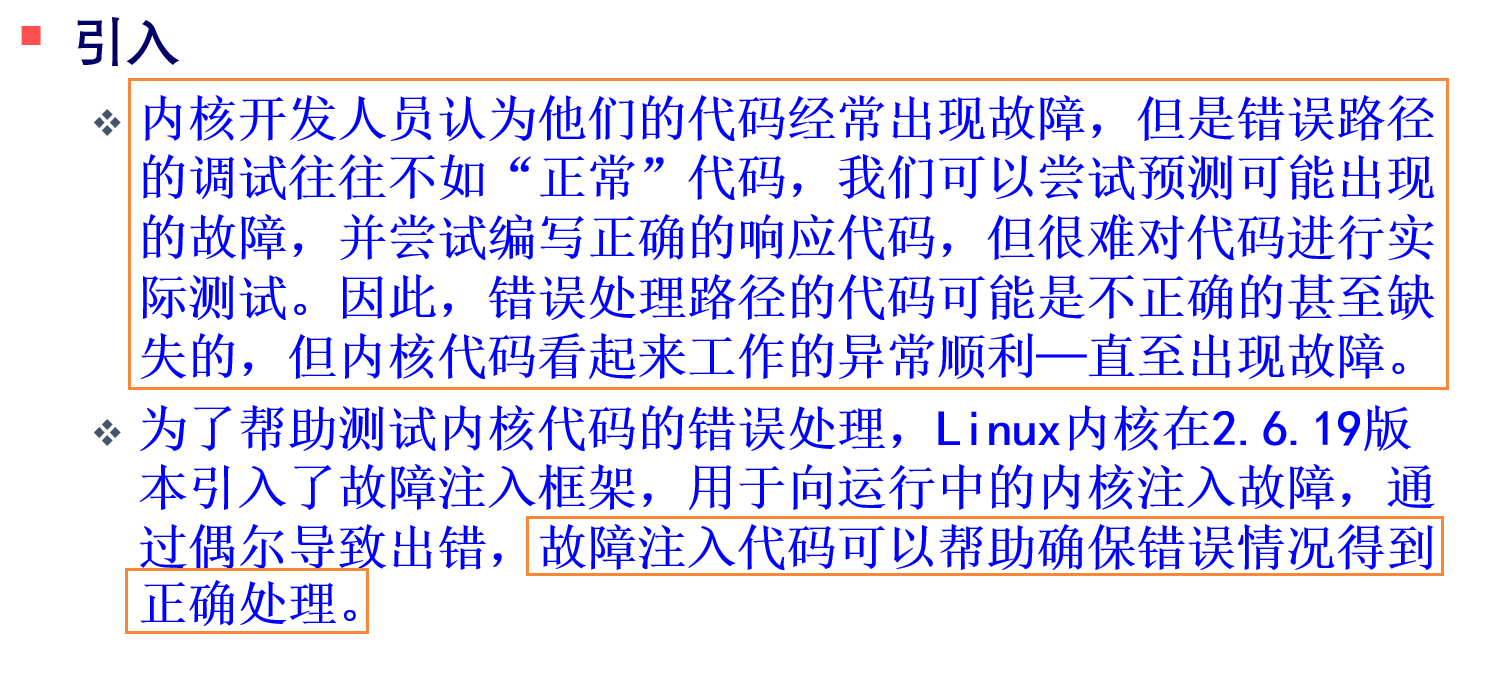 引入
内核开发人员认为他们的代码经常出现故障，但是错误路径
的调试往往不如“正常”代码，我们可以尝试预测可能出现
的故障，并尝试编写正确的响应代码，但很难对代码进行实
际测试。因此，错误处理路径的代码可能是不正确的甚至缺
失的，但内核代码看起来工作的异常顺利—直至出现故障。
为了帮助测试内核代码的错误处理，Linux内核在2.6.19版
本引入了故障注入框架，用于向运行中的内核注入故障，通
过偶尔导致出错，故障注入代码可以帮助确保错误情况得到
正确处理。